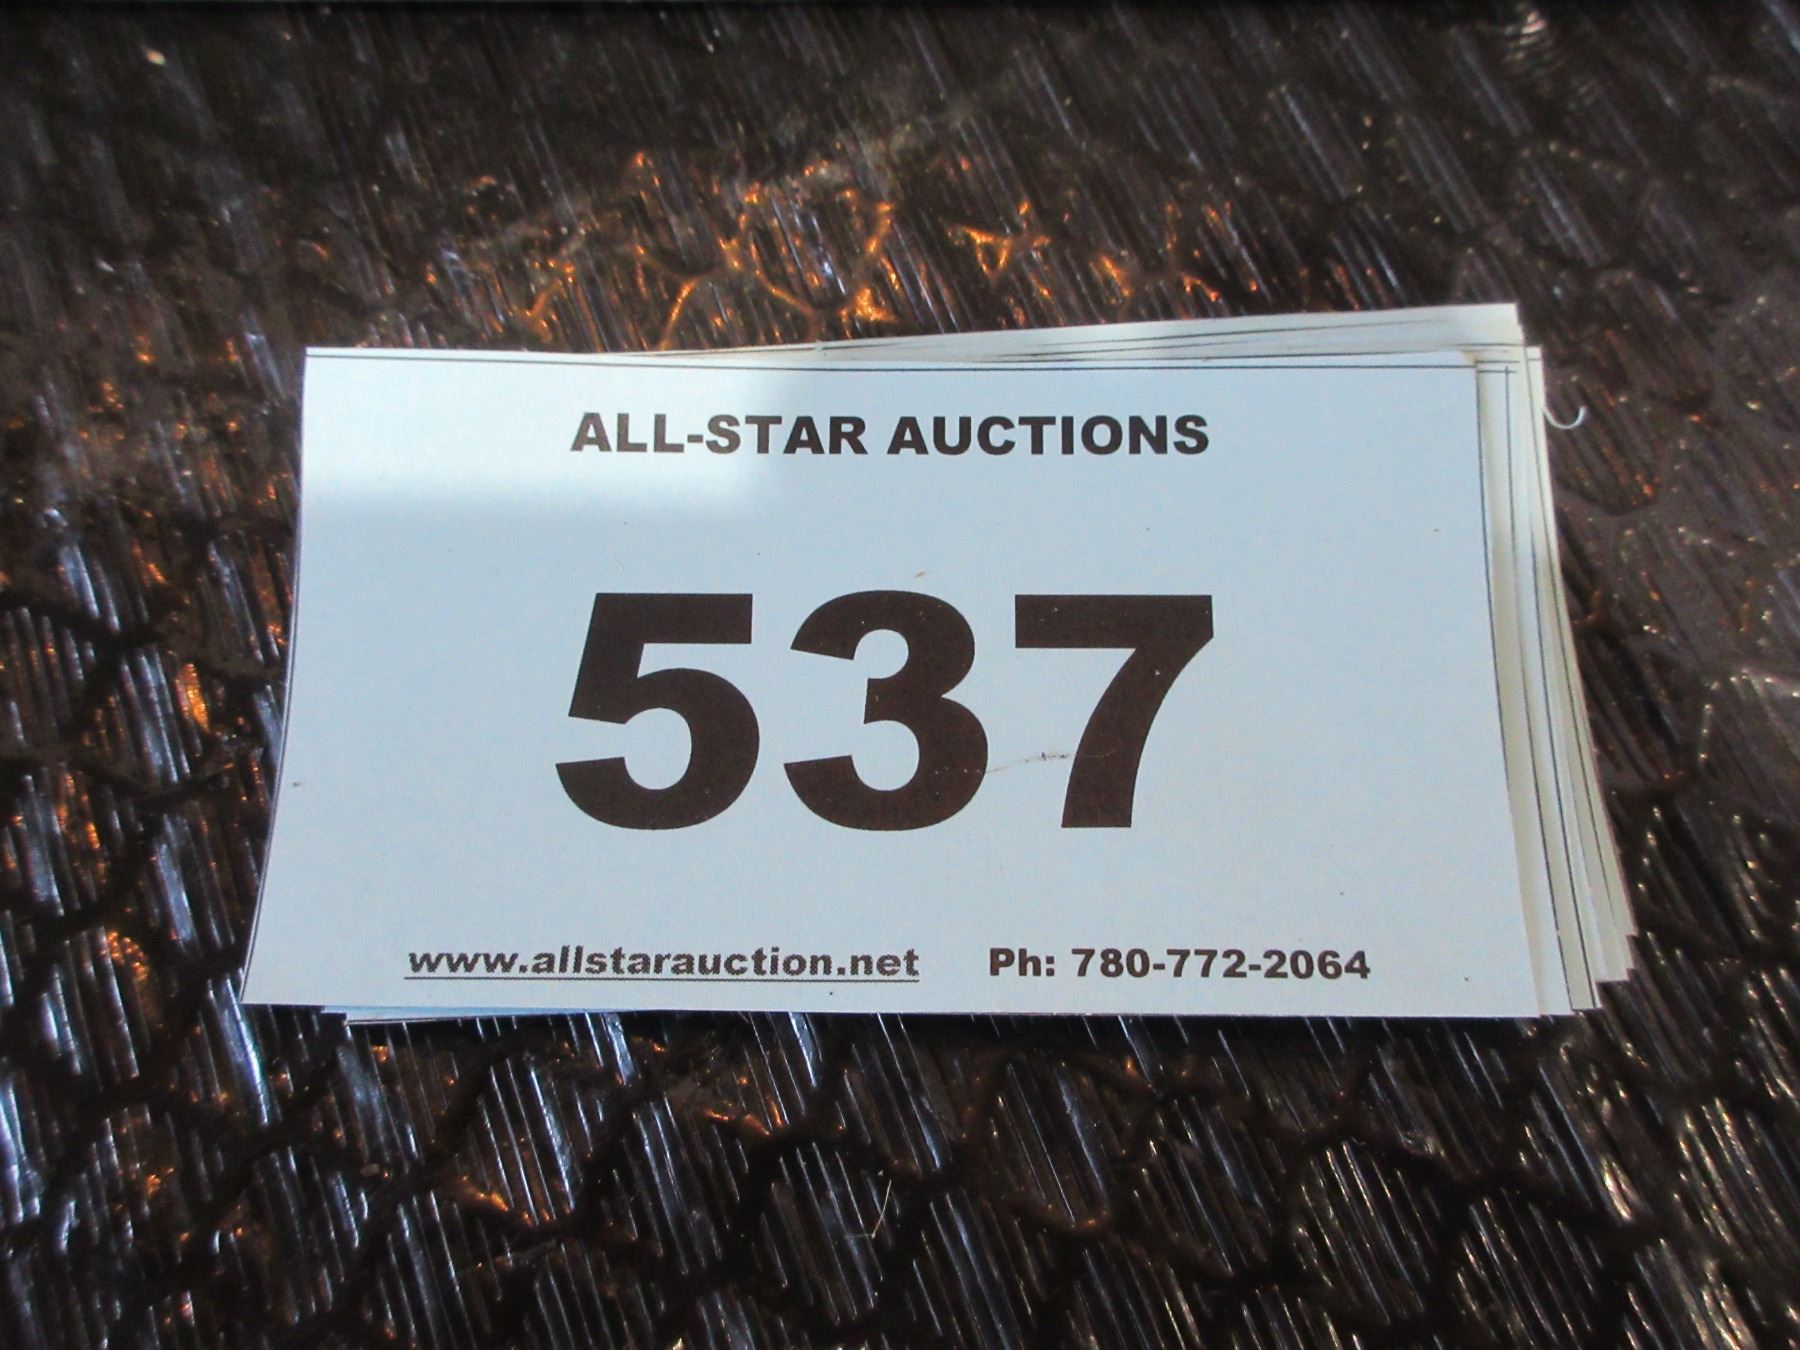 ALL-STAR AUCTIONS
537
www.allstarauction.net Ph: 780-772-2064